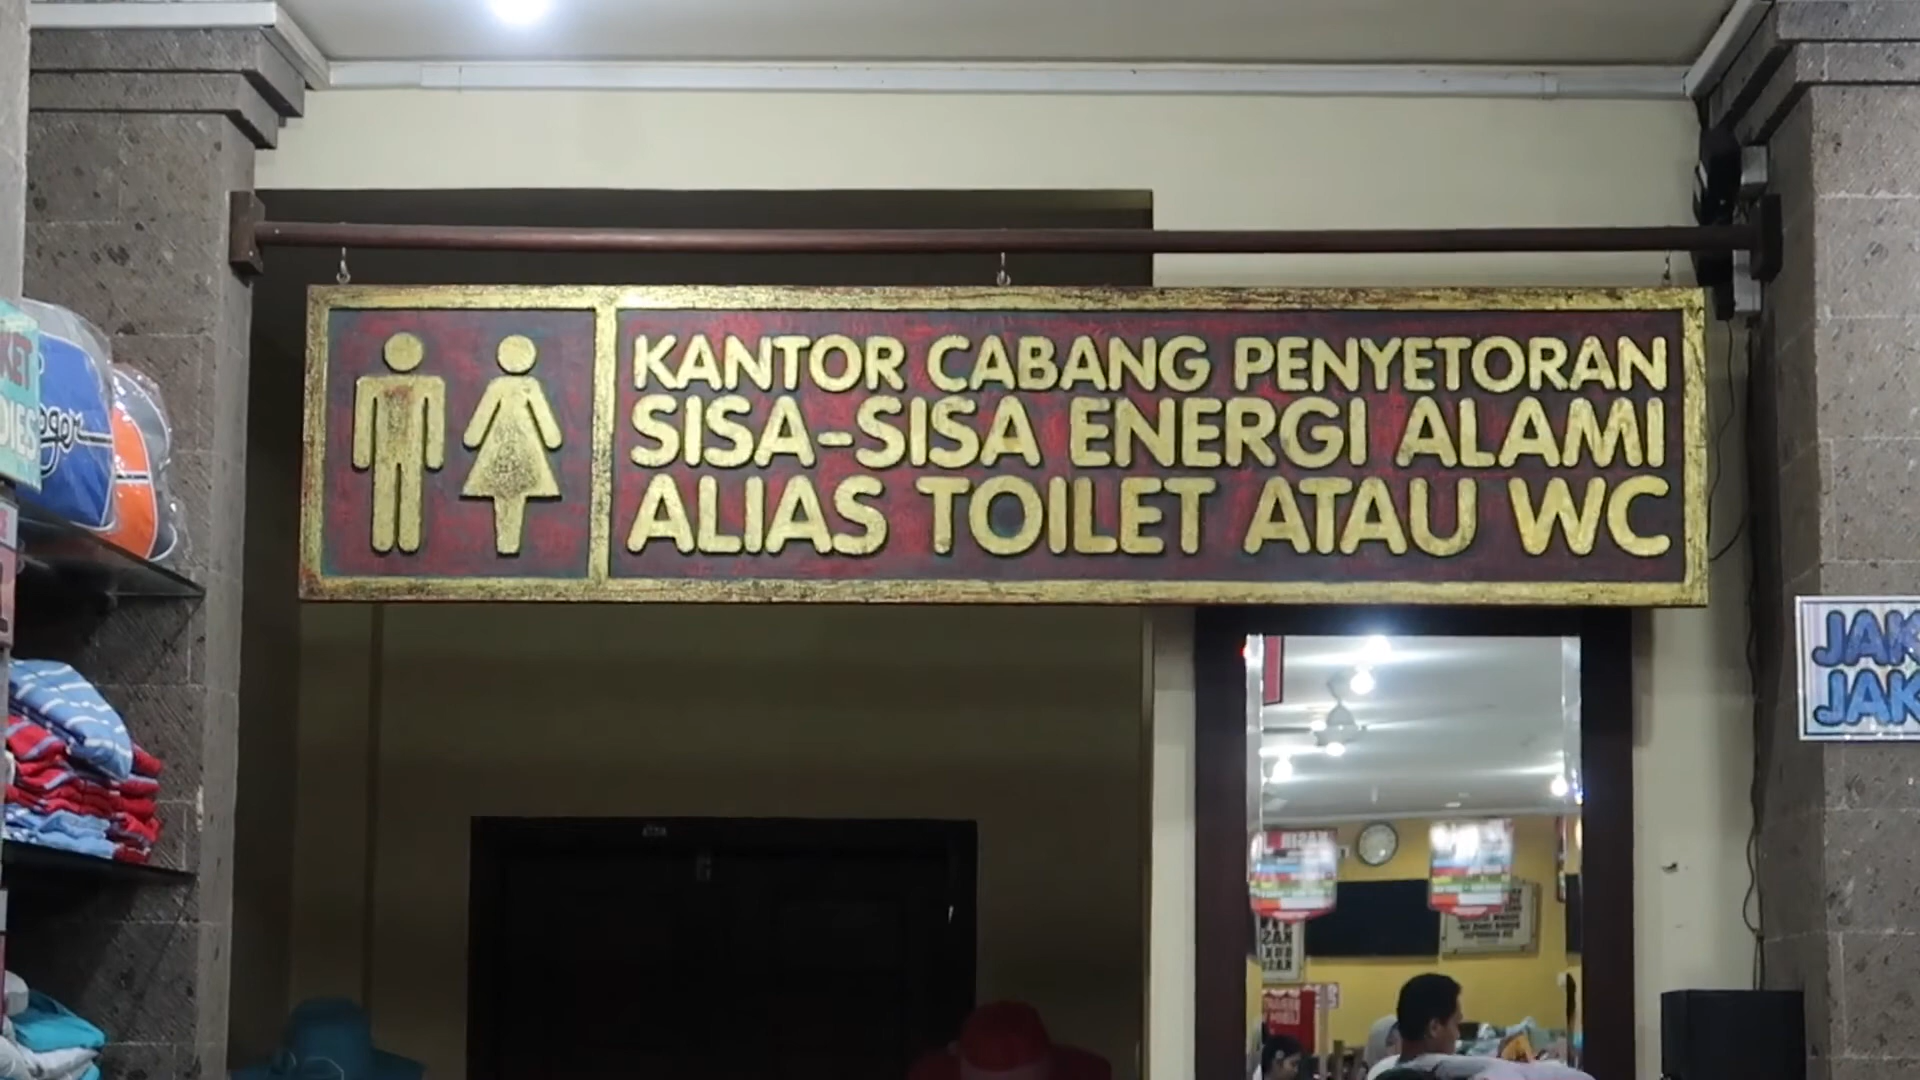 KANTOR CABANG PENYETORAN
SISA-SISA ENERGI ALAMI
ALIAS TOILET ATAU WC